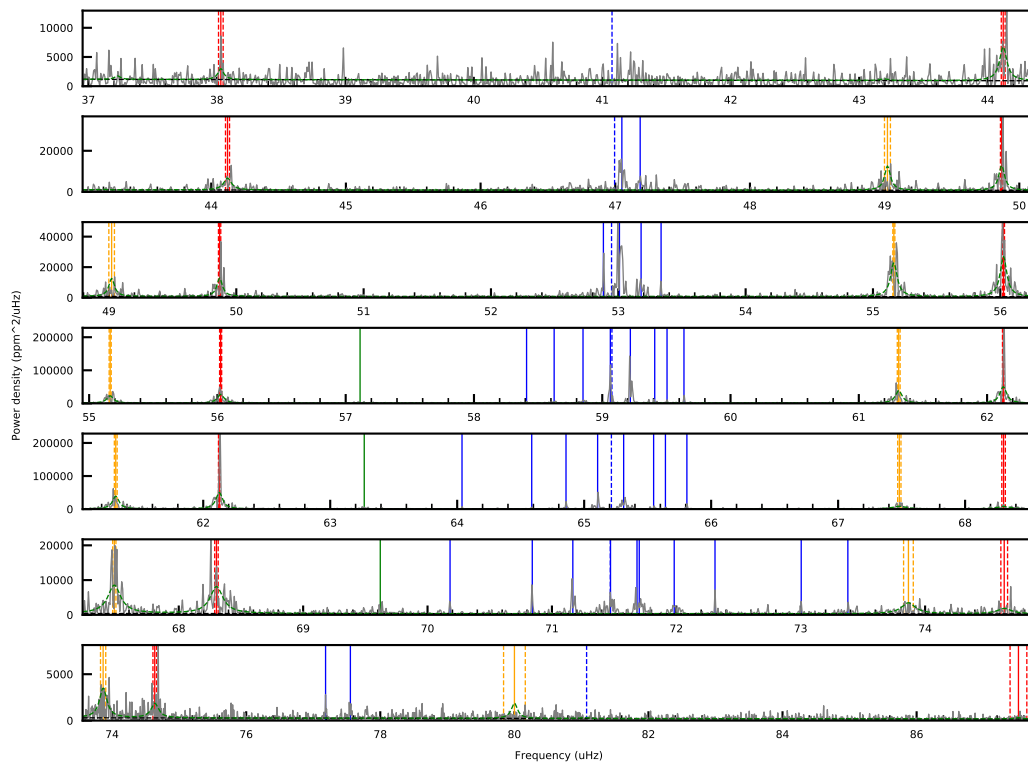 10000
5000
0
37 38 39 40 41 42 43 44
20000
0
44 45 46 47 48 49 50
40000
20000
0
49 50 51 52 53 54 55 56
Power density (ppm^2/uHz)
200000
100000
0
55 56 57 58 59 60 61 62
200000
100000
0
62 63 64 65 66 67 68
20000
10000
0
68 69 70 71 72 73 74
5000
0
74 76 78 80 82 84 86
Frequency (uHz)